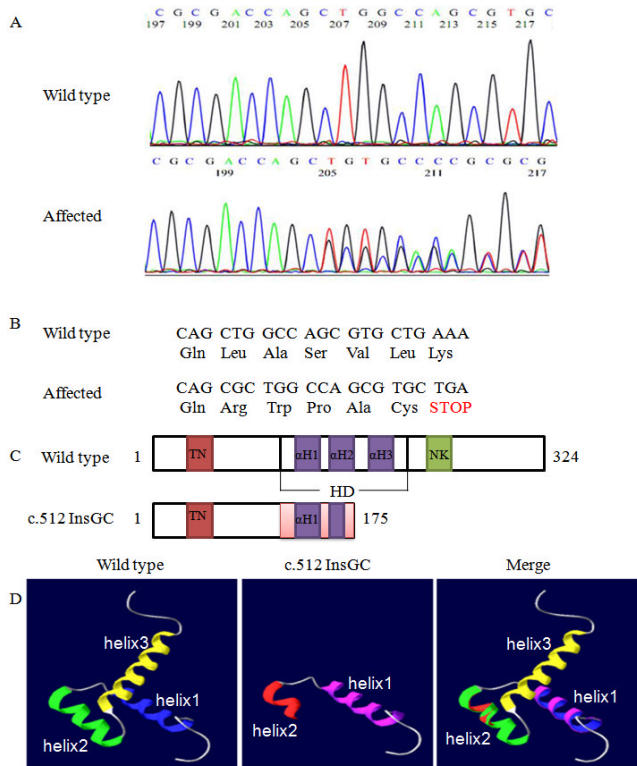 A
C G C G A C C A G C T G G C C A G C G T G C
197 199 201 203 205 207 209 211 213 215 217
Wild type
C G C G A C C A G C T G T G C C C C G C G C G
199 205 211 217
Affected
B
Wild type
CAG CTG GCC AGC GTG CTG AAA
Gln Leu Ala Ser Val Leu Lys
Affected
CAG CGC TGG CCA GCG TGC TGA
Gln Arg Trp Pro Ala Cys STOP
C
Wild type 1 TN αH1 αH2 αH3 NK 324
HD
c.512 InsGC 1 TN αH1 175
Wild type c.512 InsGC Merge
D
helix3 helix3
helix1 helix1 helix1
helix2 helix2 helix2